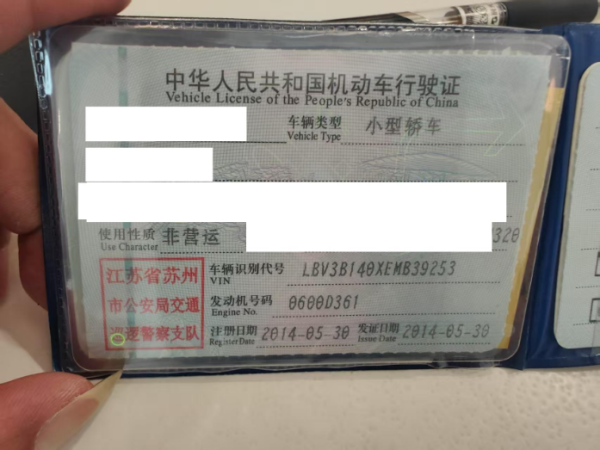 中华人民共和国机动车行驶证
Vehicle License of the People's Republic of China
车辆类型 小型轿车
Vehicle Type
使用性质 非营运 320
Use Character
江苏省苏州
市公安局交通
巡逻警察支队
车辆识别代号 LBV3B140XEMB39253
VIN
发动机号码 0600D361
Engine No.
注册日期 2014-05-30 发证日期 2014-05-30
Register Date Issue Date